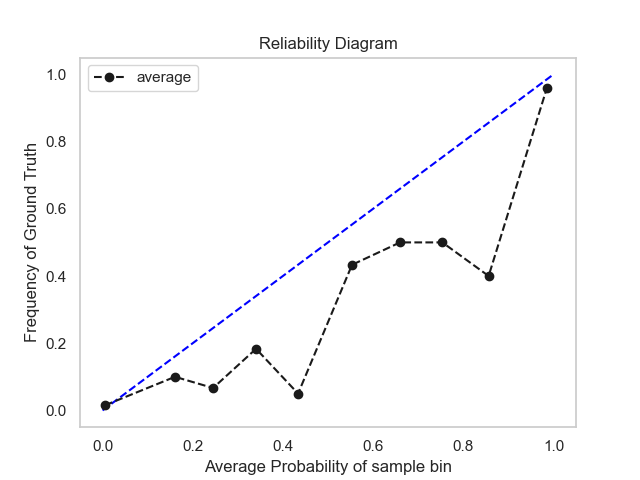 Reliability Diagram
average
Frequency of Ground Truth
1.0
0.8
0.6
0.4
0.2
0.0
0.0 0.2 0.4 0.6 0.8 1.0
Average Probability of sample bin